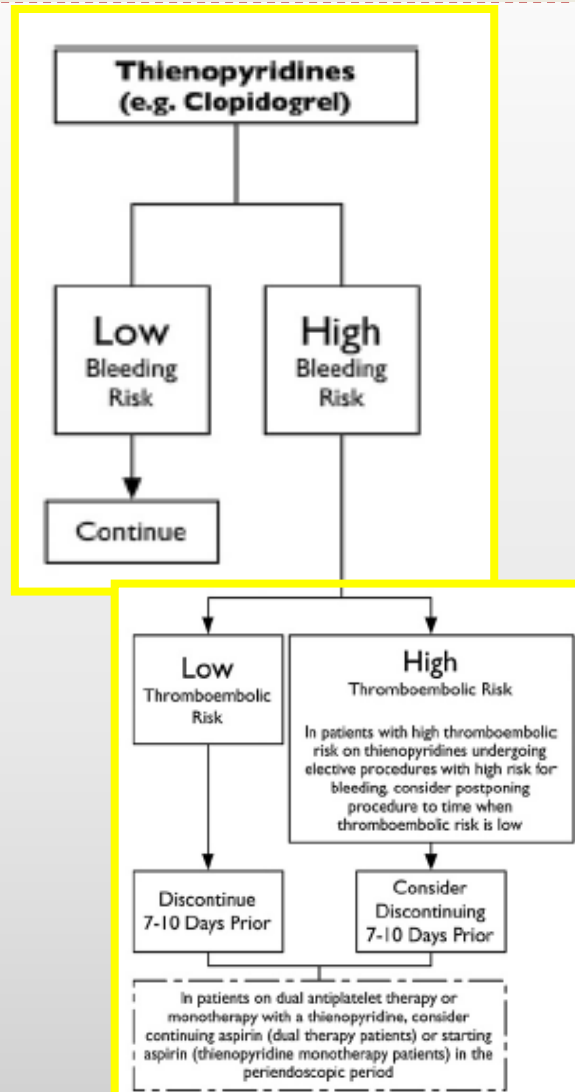 Thienopyridines
(e.g. Clopidogrel)
Low
Bleeding
Risk
High
Bleeding
Risk
Continue
Low
Thromboembolic
Risk
High
Thromboembolic Risk
In patients with high thromboembolic
risk on thienopyridines undergoing
elective procedures with high risk for
bleeding, consider postponing
procedure to time when
thromboembolic risk is low
Discontinue
7-10 Days Prior
Consider
Discontinuing
7-10 Days Prior
In patients on dual antiplatelet therapy or
monotherapy with a thienopyridine, consider
continuing aspirin (dual therapy patients) or starting
aspirin (thienopyridine monotherapy patients) in the
periendoscopic period